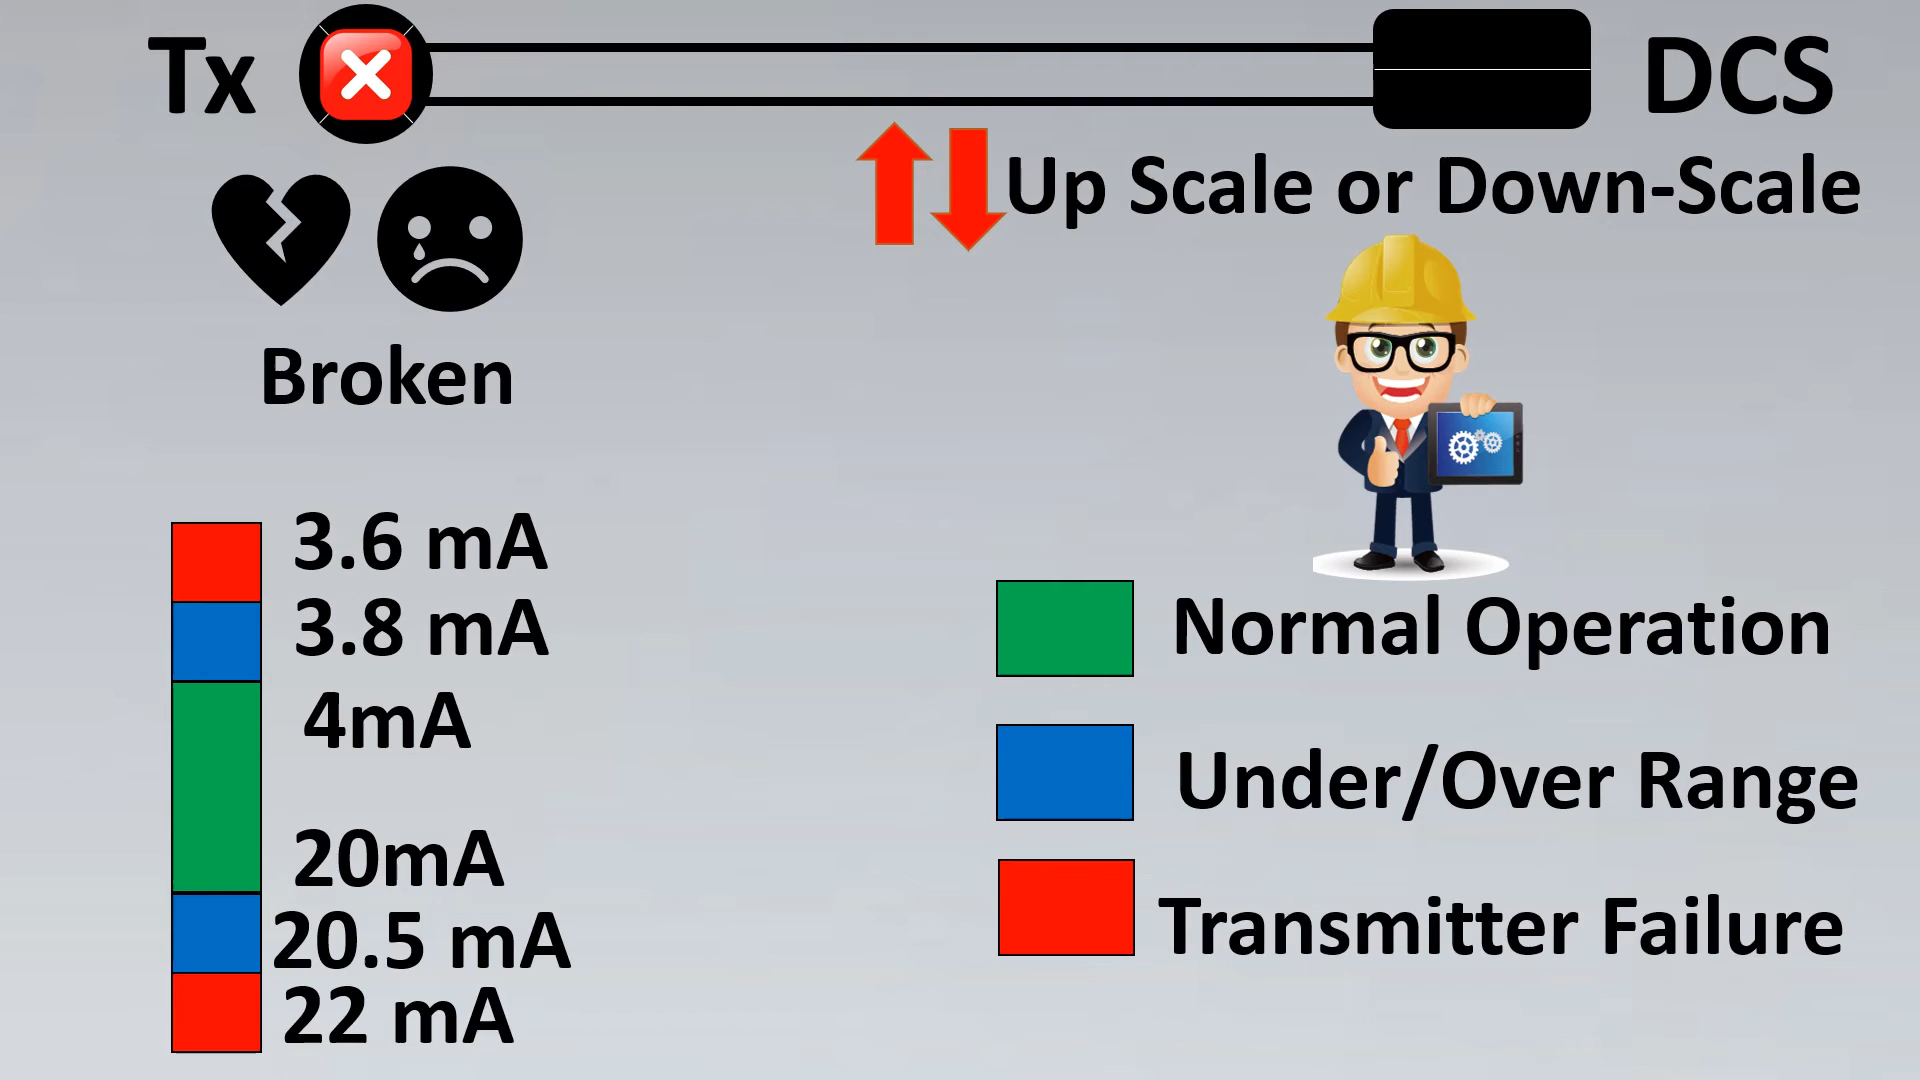 Tx
DCS
Up Scale or Down-Scale
Broken
3.6 mA
3.8 mA
4mA
20mA
20.5 mA
22 mA
Normal Operation
Under/Over Range
Transmitter Failure